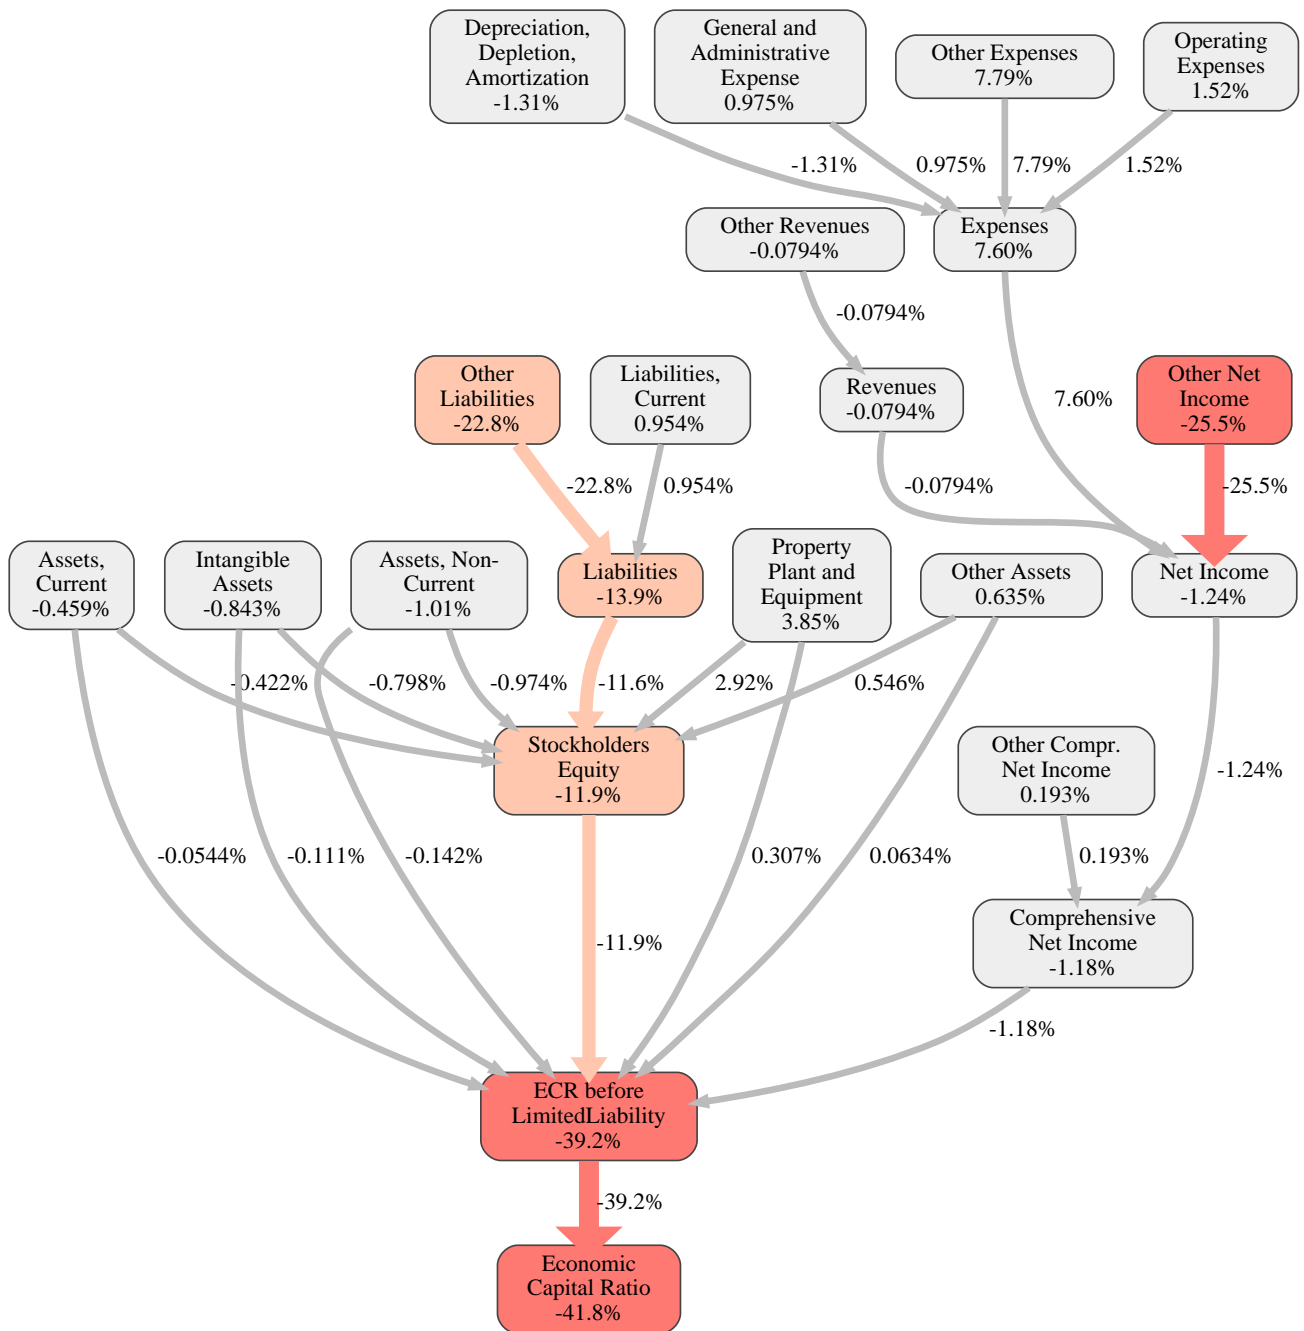 Depreciation,
Depletion,
Amortization
-1.31%
General and
Administrative
Expense
0.975%
Other Expenses
7.79%
Operating
Expenses
1.52%
-1.31%
0.975%
7.79%
1.52%
Other Revenues
-0.0794%
Expenses
7.60%
-0.0794%
Other
Liabilities
-22.8%
Liabilities,
Current
0.954%
Revenues
-0.0794%
7.60%
Other Net
Income
-25.5%
-22.8%
0.954%
-0.0794%
-25.5%
Assets,
Current
-0.459%
Intangible
Assets
-0.843%
Assets, Non-
Current
-1.01%
Liabilities
-13.9%
Property
Plant and
Equipment
3.85%
Other Assets
0.635%
Net Income
-1.24%
-0.422%
-0.798%
-0.974%
-11.6%
2.92%
0.546%
Stockholders
Equity
-11.9%
Other Compr.
Net Income
0.193%
-1.24%
-0.0544%
-0.111%
-0.142%
0.307%
0.0634%
0.193%
-11.9%
Comprehensive
Net Income
-1.18%
-1.18%
ECR before
LimitedLiability
-39.2%
-39.2%
Economic
Capital Ratio
-41.8%